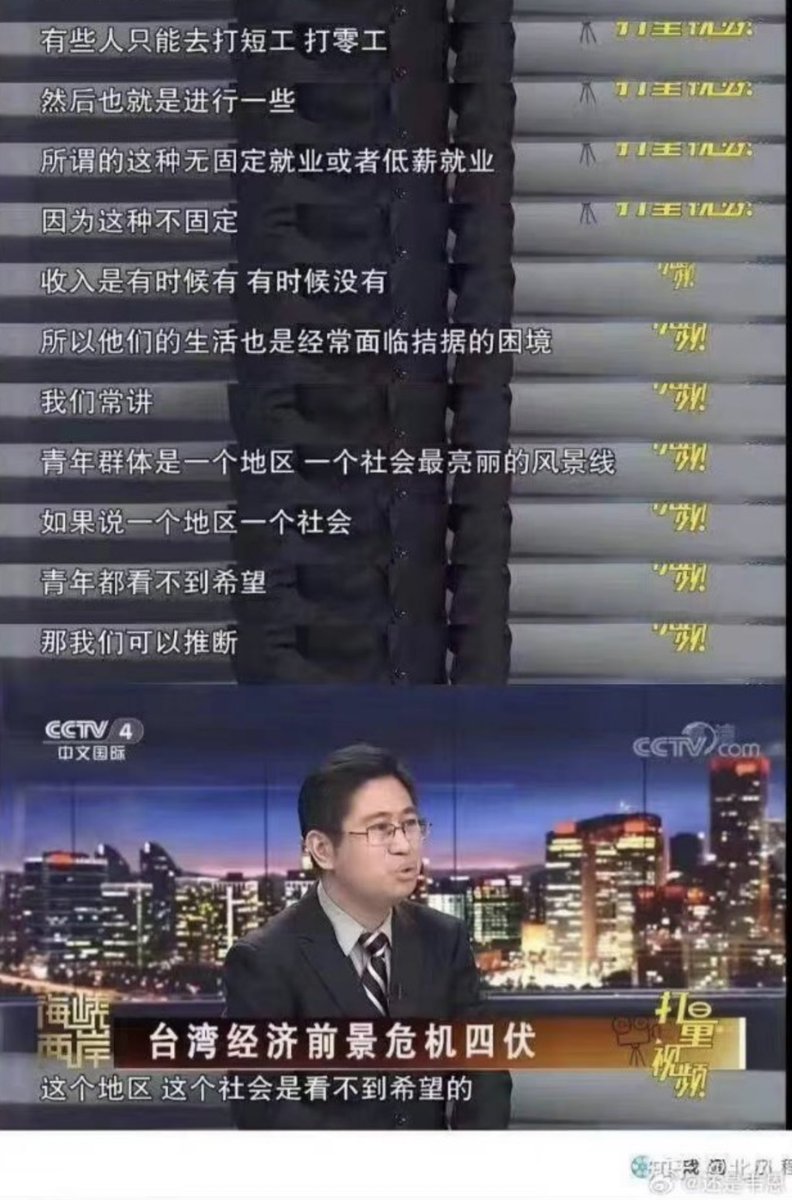 有些人只能去打短工 打零工
然后也就是进行一些
所谓的这种无固定就业或者低薪就业
因为这种不固定
收入是有时候有 有时候没有
所以他们的生活也是经常面临拮据的困境
我们常讲
青年群体是一个地区 一个社会最亮丽的风景线
如果说一个地区一个社会
青年都看不到希望
那我们可以推断
CCTV 4
中文国际
CCTV.com
海峡两岸
台湾经济前景危机四伏
打量视频
这个地区 这个社会是看不到希望的
@还是韦恩